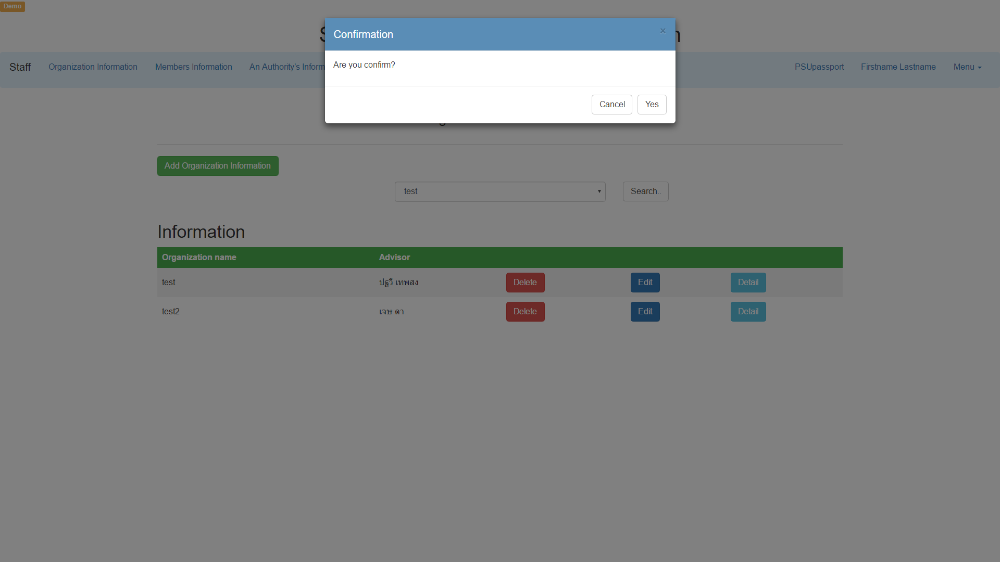 Demo
Confirmation ×
Are you confirm?
Cancel Yes
Staff Organization Information Members Information An Authority's Inform PSUpassport Firstname Lastname Menu
Add Organization Information
test Search..
Information
Organization name Advisor
test ปฐวี เทพสง Delete Edit Detail
test2 เจษ ดา Delete Edit Detail